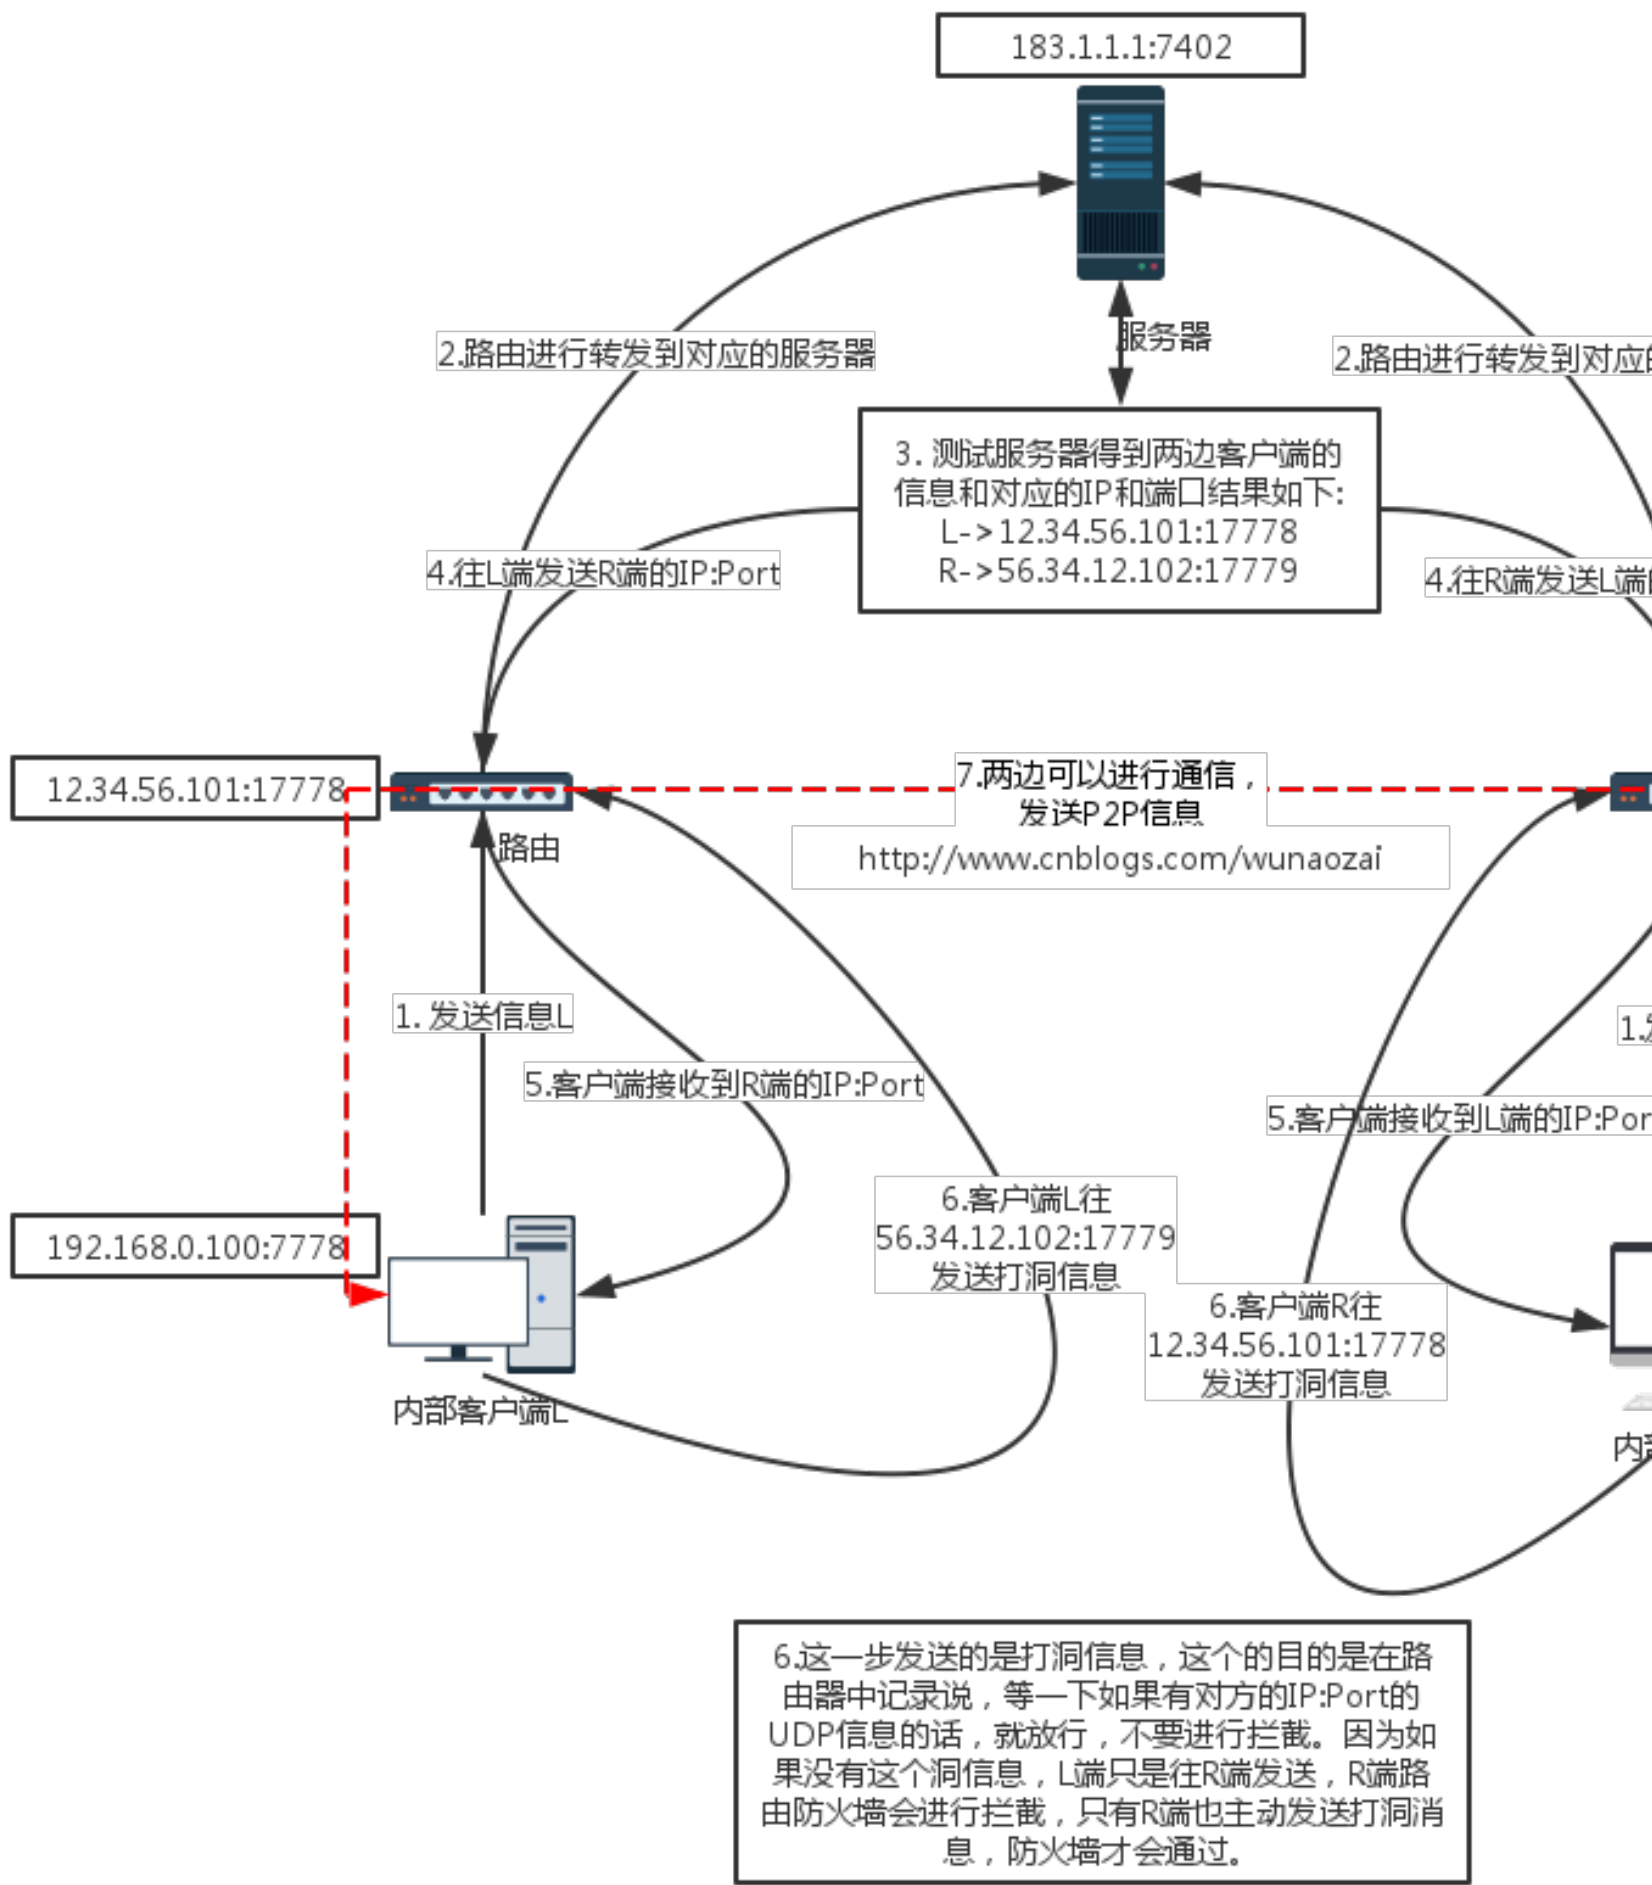 183.1.1.1:7402
服务器
2.路由进行转发到对应的服务器
2.路由进行转发到对应的
3. 测试服务器得到两边客户端的
信息和对应的IP和端口结果如下:
L->12.34.56.101:17778
R->56.34.12.102:17779
4.往L端发送R端的IP:Port
4.往R端发送L端的
12.34.56.101:17778
路由
7.两边可以进行通信，
发送P2P信息
http://www.cnblogs.com/wunaozai
1. 发送信息L
1.发
5.客户端接收到R端的IP:Port
5.客户端接收到L端的IP:Por
192.168.0.100:7778
6.客户端L往
56.34.12.102:17779
发送打洞信息
6.客户端R往
12.34.56.101:17778
发送打洞信息
内部客户端L
内部
6.这一步发送的是打洞信息，这个的目的是在路
由器中记录说，等一下如果有对方的IP:Port的
UDP信息的话，就放行，不要进行拦截。因为如
果没有这个洞信息，L端只是往R端发送，R端路
由防火墙会进行拦截，只有R端也主动发送打洞消
息，防火墙才会通过。